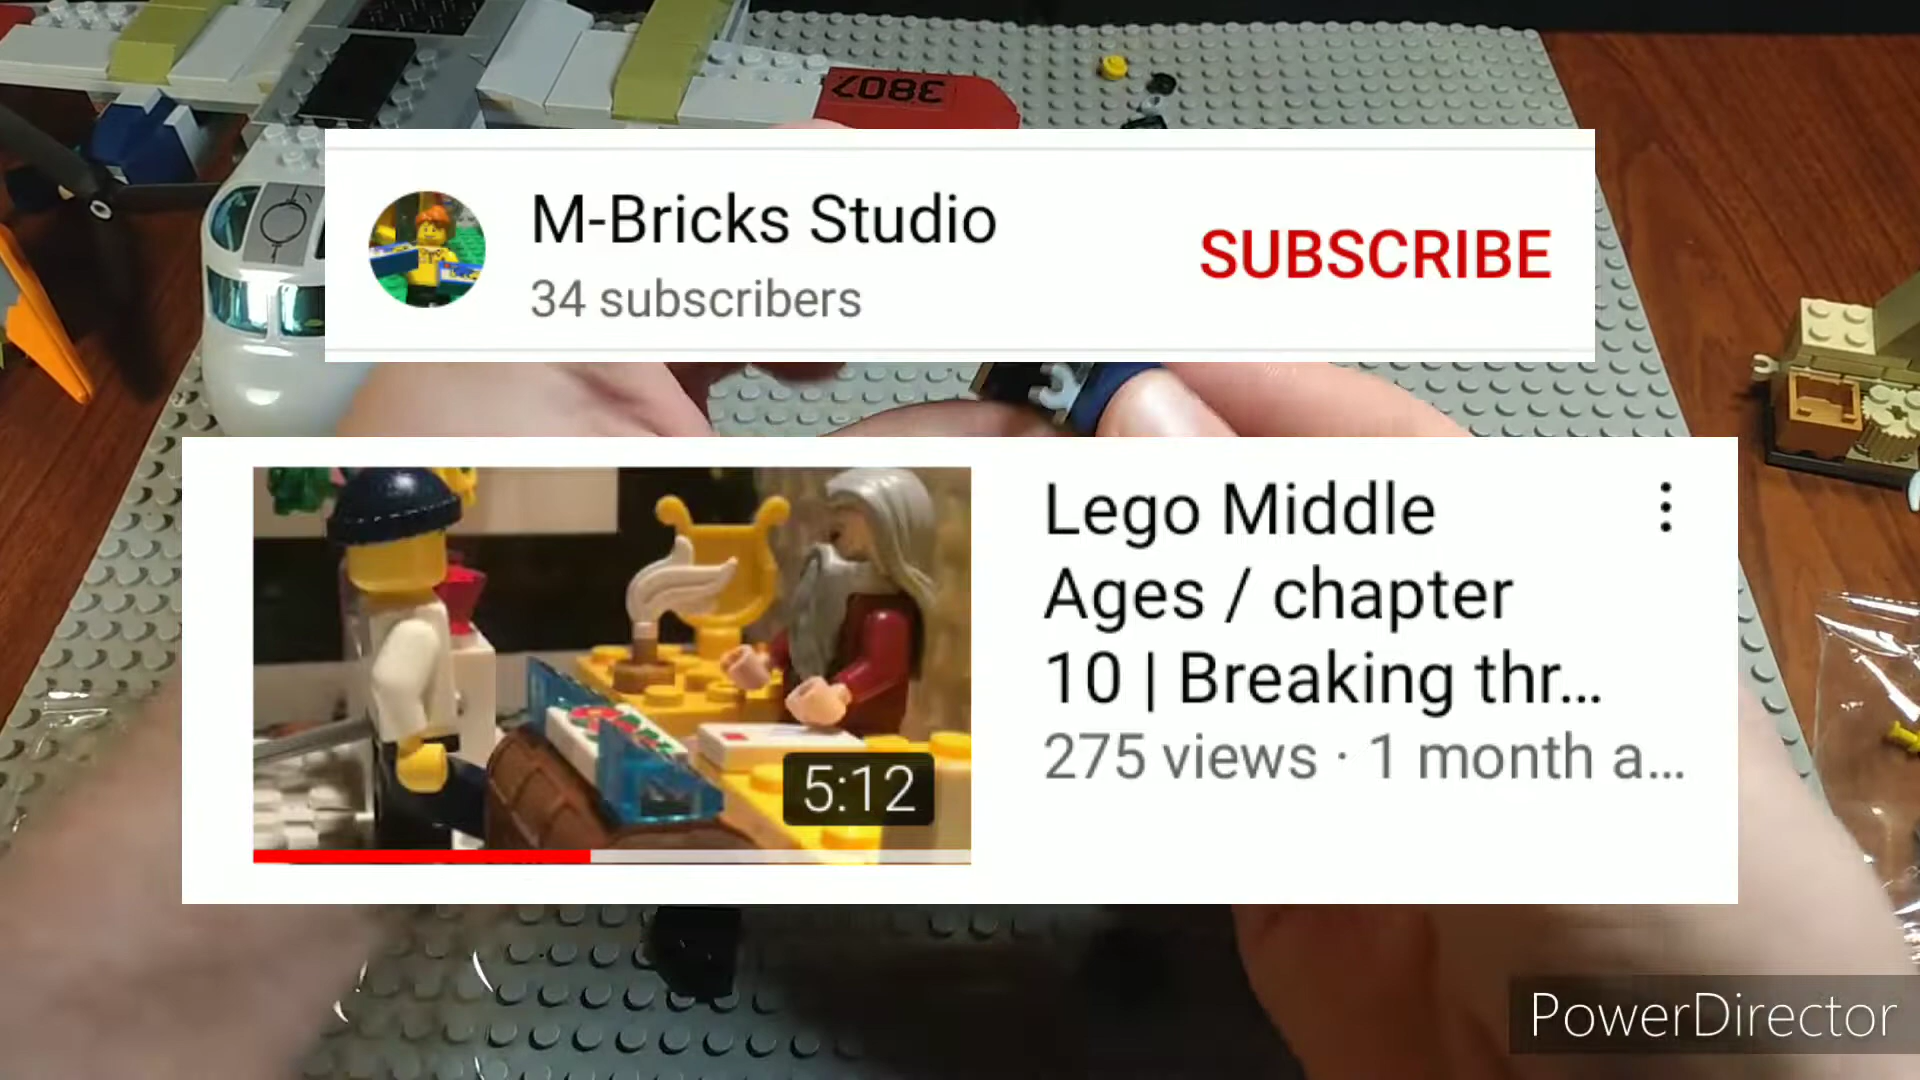 3807
M-Bricks Studio
34 subscribers
SUBSCRIBE
Lego Middle
Ages / chapter
10 | Breaking thr...
275 views · 1 month a...
5:12
PowerDirector